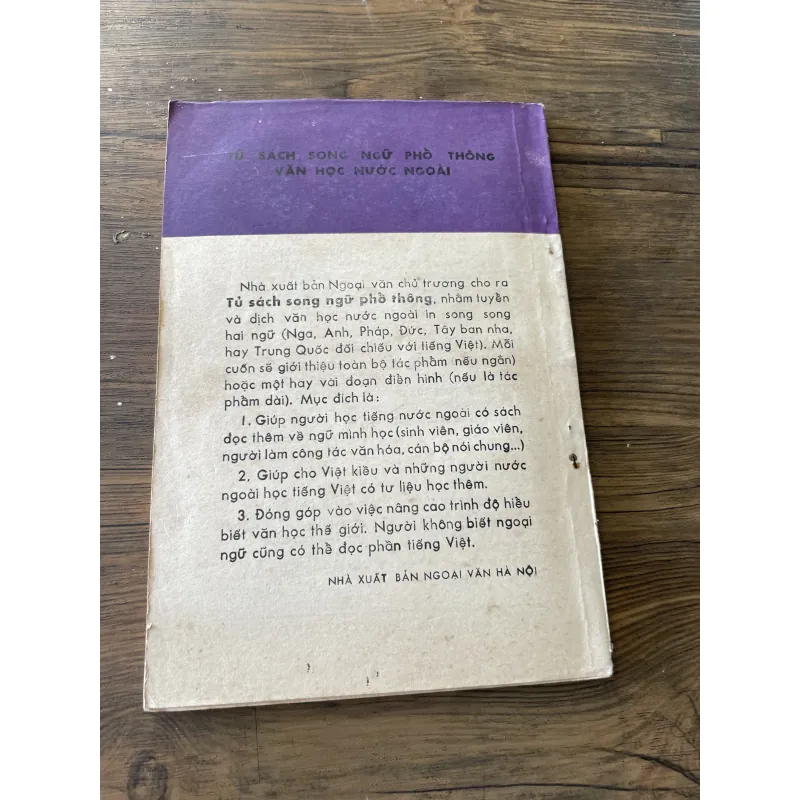 TỦ SÁCH SONG NGỮ PHỔ THÔNG
VĂN HỌC NƯỚC NGOÀI
Nhà xuất bản Ngoại văn chủ trương cho ra
Tủ sách song ngữ phổ thông, nhằm tuyển
và dịch văn học nước ngoài in song song
hai ngữ (Nga, Anh, Pháp, Đức, Tây ban nha,
hay Trung Quốc đối chiếu với tiếng Việt). Mỗi
cuốn sẽ giới thiệu toàn bộ tác phẩm (nếu ngắn)
hoặc một hay vài đoạn điển hình (nếu là tác
phẩm dài). Mục đích là:
1. Giúp người học tiếng nước ngoài có sách
đọc thêm về ngữ mình học (sinh viên, giáo viên,
người làm công tác văn hóa, cán bộ nói chung...)
2. Giúp cho Việt kiều và những người nước
ngoài học tiếng Việt có tư liệu học thêm.
3. Đóng góp vào việc nâng cao trình độ hiểu
biết văn học thế giới. Người không biết ngoại
ngữ cũng có thể đọc phần tiếng Việt.
NHÀ XUẤT BẢN NGOẠI VĂN HÀ NỘI